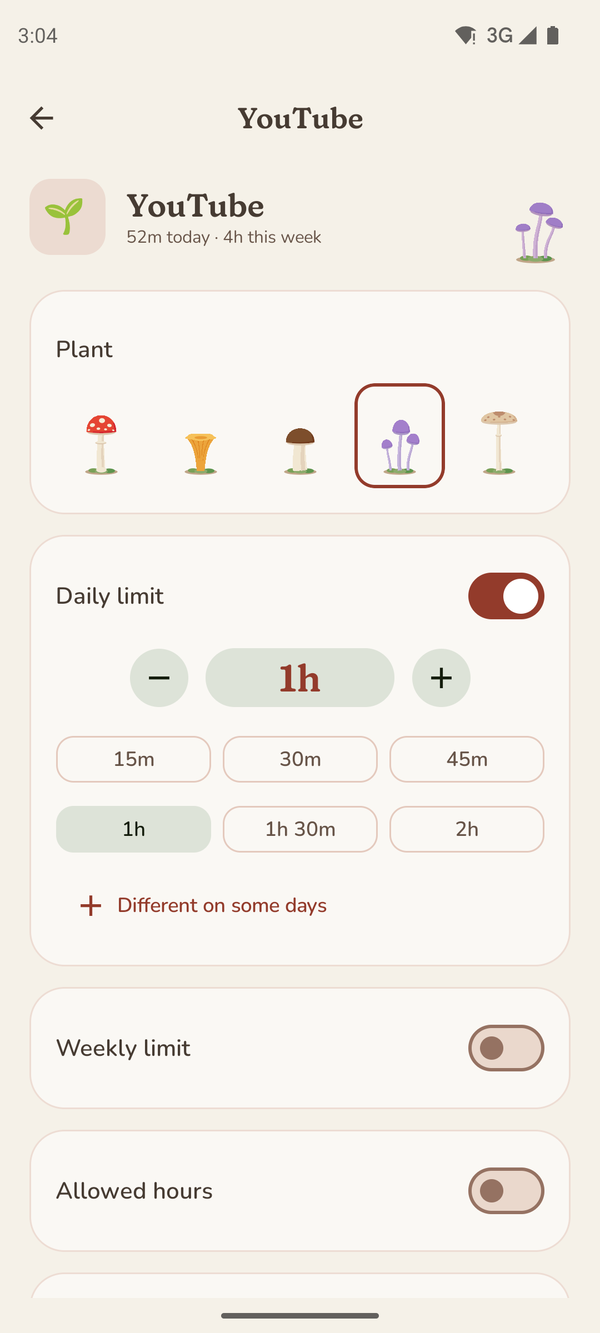 3:04
3G
YouTube
YouTube
52m today · 4h this week
Plant
Daily limit
1h
15m
30m
45m
1h
1h 30m
2h
Different on some days
Weekly limit
Allowed hours